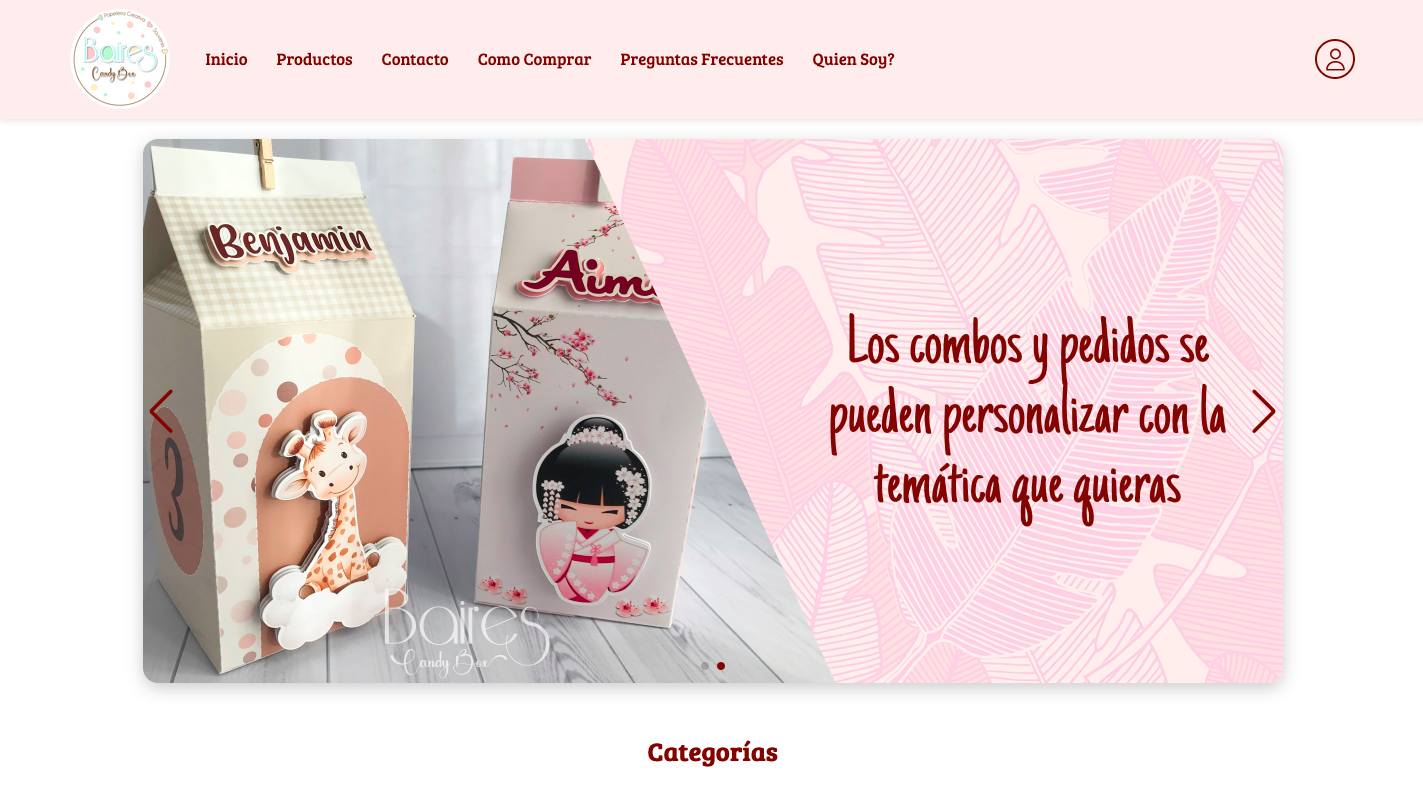 Papelería Creativa
Souvenirs
Baires
Candy Box
Inicio
Productos
Contacto
Como Comprar
Preguntas Frecuentes
Quien Soy?
Benjamin
3
Los combos y pedidos se
pueden personalizar con la
temática que quieras
Baires
Candy Box
Categorías